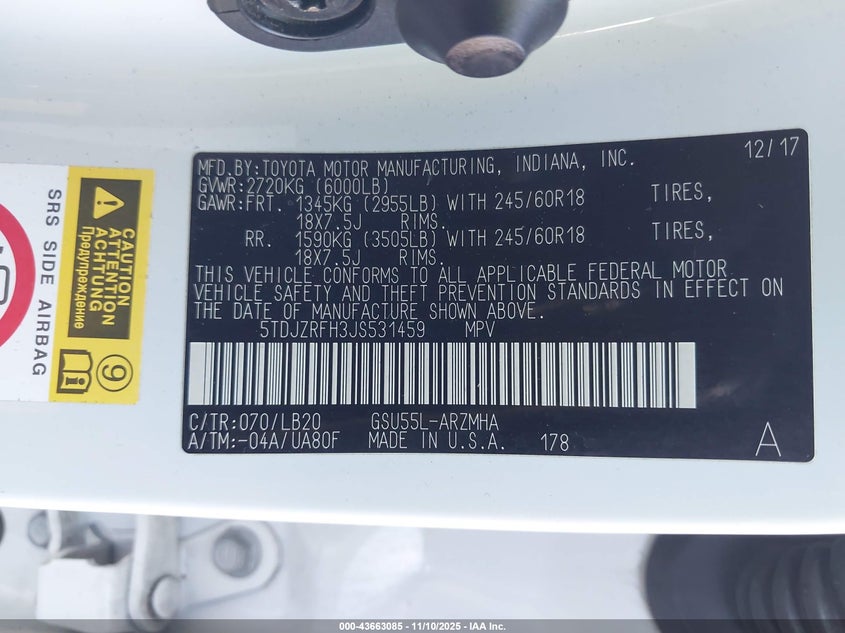 MFD.BY:TOYOTA MOTOR MANUFACTURING, INDIANA, INC. 12/17
GVWR:2720KG (6000LB)
GAWR:FRT. 1345KG (2955LB) WITH 245/60R18 TIRES,
18X7.5J RIMS.
RR. 1590KG (3505LB) WITH 245/60R18 TIRES,
18X7.5J RIMS.
THIS VEHICLE CONFORMS TO ALL APPLICABLE FEDERAL MOTOR
VEHICLE SAFETY AND THEFT PREVENTION STANDARDS IN EFFECT ON
THE DATE OF MANUFACTURE SHOWN ABOVE.
5TDJZRFH3JS531459 MPV
C/TR:070/LB20 GSU55L-ARZMHA
A/TM:-04A/UA80F MADE IN U.S.A. 178 A
SRS SIDE AIRBAG
CAUTION
ATTENTION
ACHTUNG
Предупреждение
9
000-43663085 - 11/10/2025 - IAA Inc.